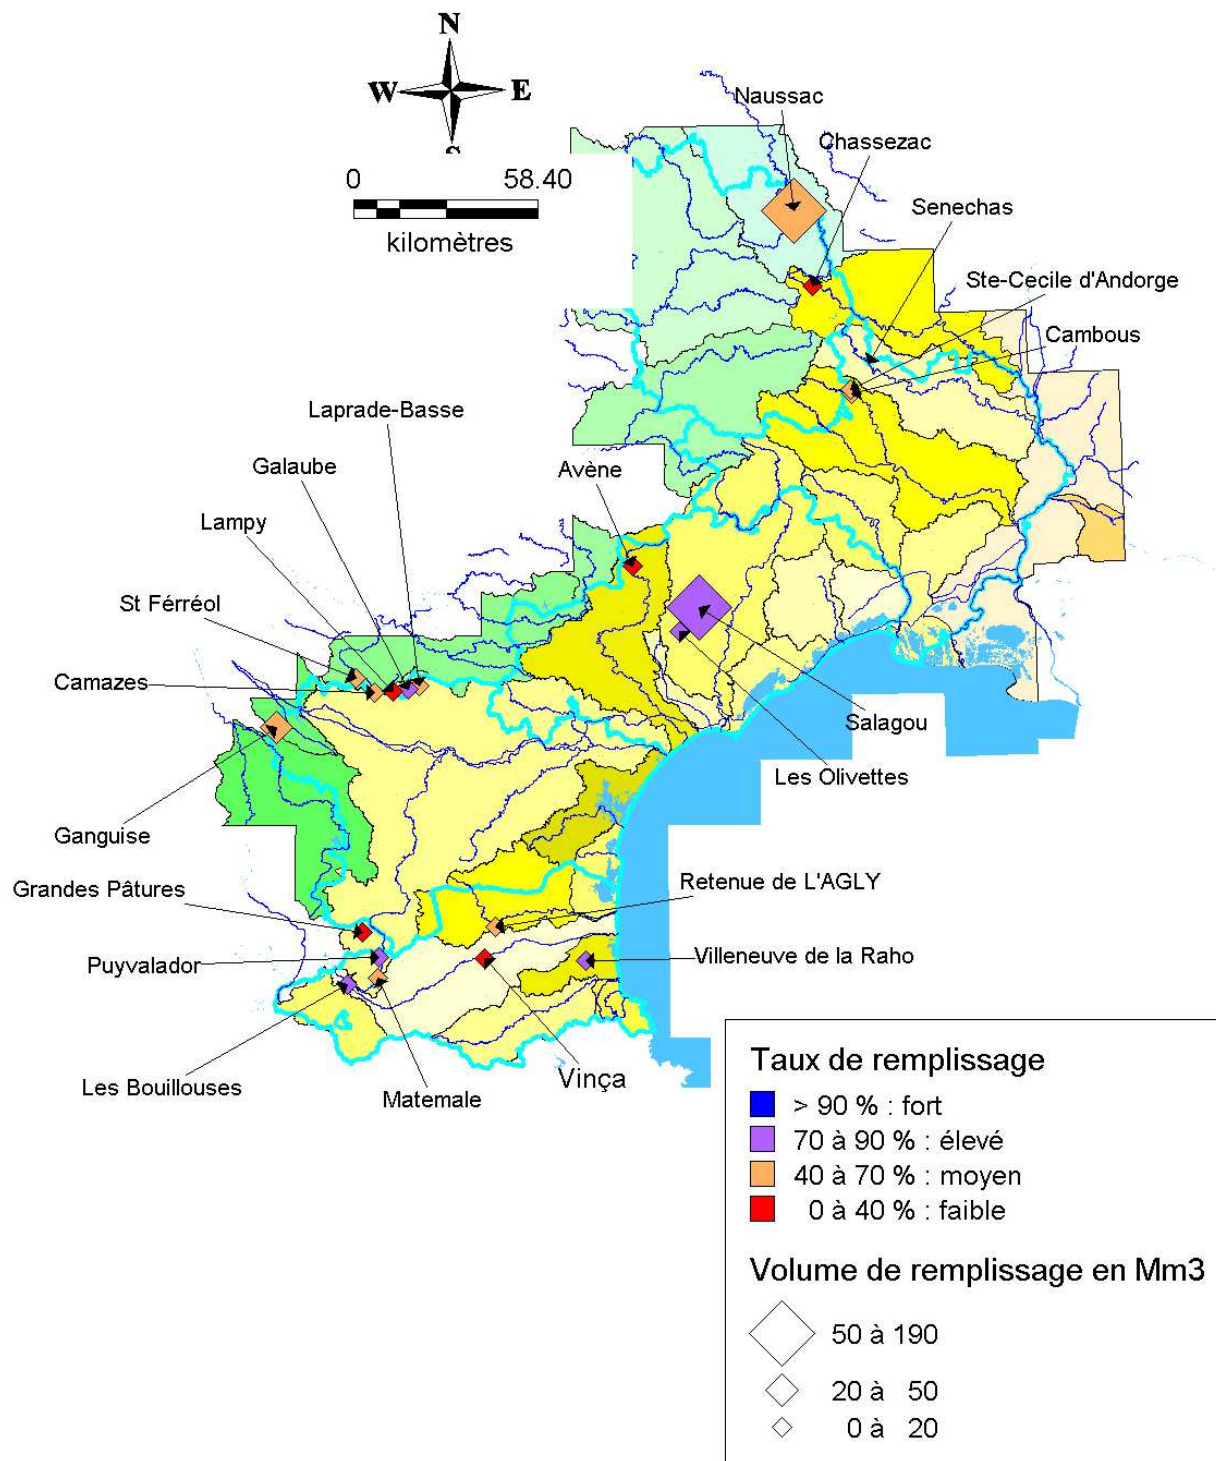 N
W
E
0 58.40
kilomètres
Naussac
Chassezac
Senechas
Ste-Cecile d'Andorge
Cambous
Laprade-Basse
Galaube
Avène
Lampy
St Férréol
Camazes
Salagou
Les Olivettes
Ganguise
Grandes Pâtures
Retenue de L'AGLY
Puyvalador
Villeneuve de la Raho
Les Bouillouses
Vinça
Matemale
Taux de remplissage
> 90 % : fort
70 à 90 % : élevé
40 à 70 % : moyen
0 à 40 % : faible
Volume de remplissage en Mm3
50 à 190
20 à 50
0 à 20